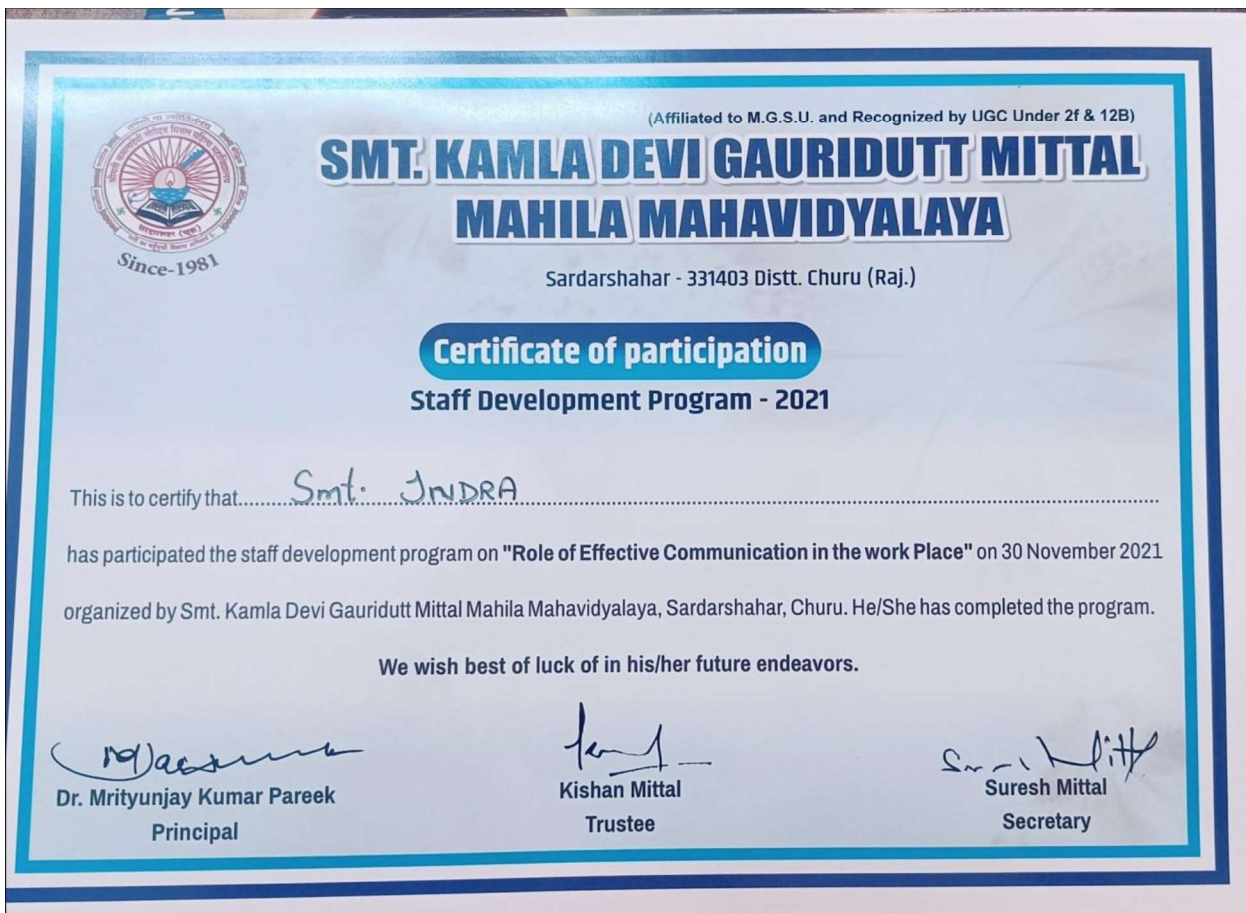 (Affiliated to M.G.S.U. and Recognized by UGC Under 2f & 12B)
SMT. KAMLA DEVI GAURIDUTT MITTAL
MAHILA MAHAVIDYALAYA
Since-1981
Sardarshahar - 331403 Distt. Churu (Raj.)
Certificate of participation
Staff Development Program - 2021
This is to certify that........Smt. INDRA........
has participated the staff development program on "Role of Effective Communication in the work Place" on 30 November 2021
organized by Smt. Kamla Devi Gauridutt Mittal Mahila Mahavidyalaya, Sardarshahar, Churu. He/She has completed the program.
We wish best of luck of in his/her future endeavors.
Dr. Mrityunjay Kumar Pareek
Principal
Kishan Mittal
Trustee
Suresh Mittal
Secretary